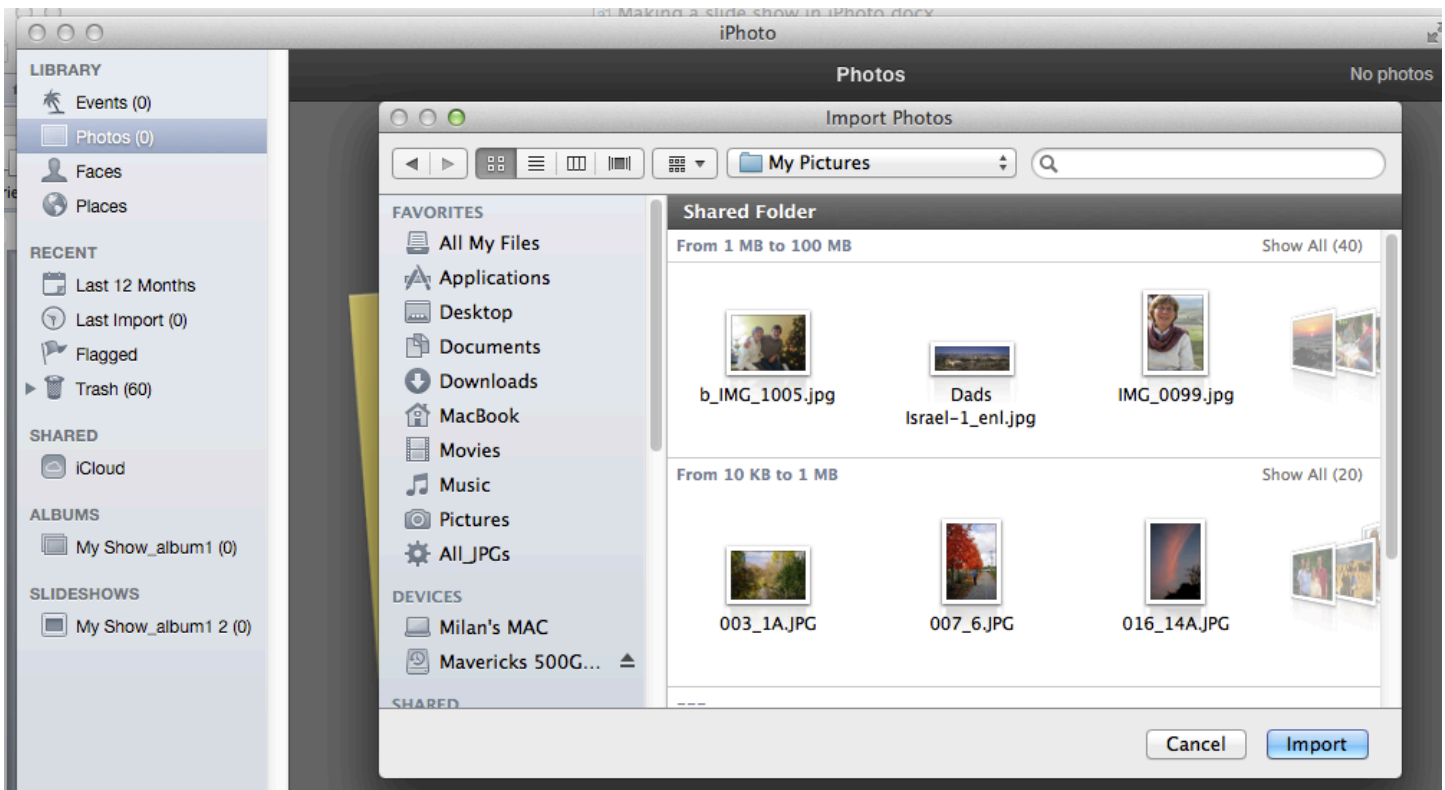 Making a slide show in iPhoto.docx
iPhoto
LIBRARY
Events (0)
Photos (0)
Faces
Places
RECENT
Last 12 Months
Last Import (0)
Flagged
Trash (60)
SHARED
iCloud
ALBUMS
My Show_album1 (0)
SLIDESHOWS
My Show_album1 2 (0)
Photos
No photos
Import Photos
My Pictures
FAVORITES
All My Files
Applications
Desktop
Documents
Downloads
MacBook
Movies
Music
Pictures
All_JPGs
DEVICES
Milan's MAC
Mavericks 500G...
SHARED
Shared Folder
From 1 MB to 100 MB
Show All (40)
b_IMG_1005.jpg
Dads
Israel-1_enl.jpg
IMG_0099.jpg
From 10 KB to 1 MB
Show All (20)
003_1A.JPG
007_6.JPG
016_14A.JPG
Cancel
Import